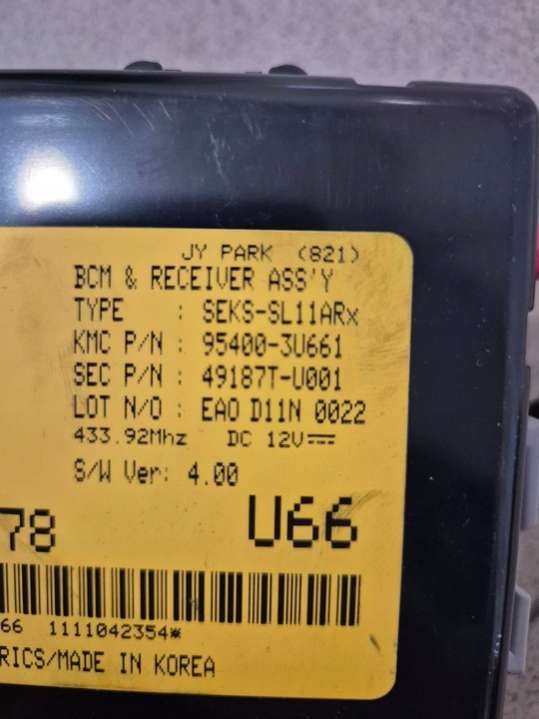 JY PARK (821)
BCM & RECEIVER ASS'Y
TYPE : SEKS-SL11ARx
KMC P/N : 95400-3U661
SEC P/N : 49187T-U001
LOT N/O : EAO D11N 0022
433.92Mhz DC 12V
S/W Ver: 4.00
78 U66
66 1111042354*
RICS/MADE IN KOREA